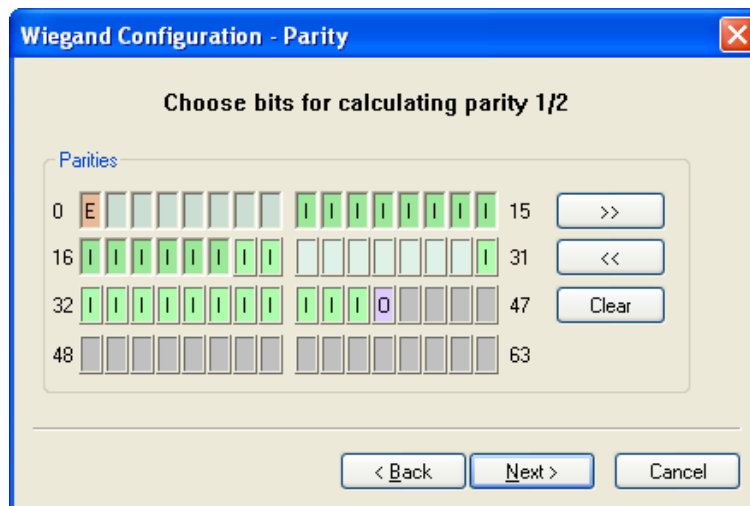 Wiegand Configuration - Parity
Choose bits for calculating parity 1/2
Parities
0 E I I I I I I I I 15 >>
16 I I I I I I I I I 31 <<
32 I I I I I I I I I I I O 47 Clear
48 63
< Back Next > Cancel